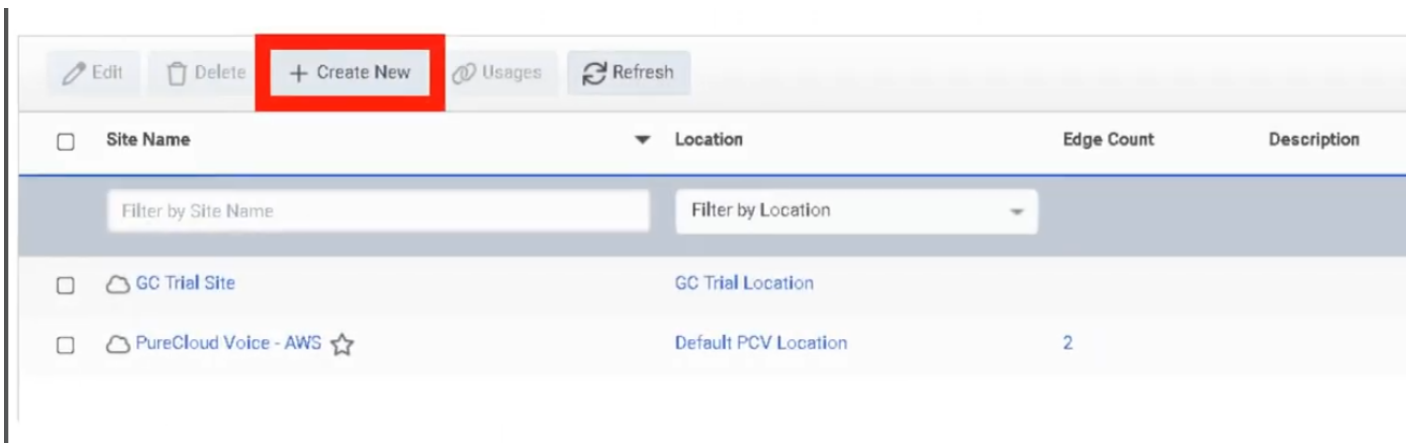 Edit Delete + Create New Usages Refresh
Site Name Location Edge Count Description
Filter by Site Name Filter by Location
GC Trial Site GC Trial Location
PureCloud Voice - AWS Default PCV Location 2